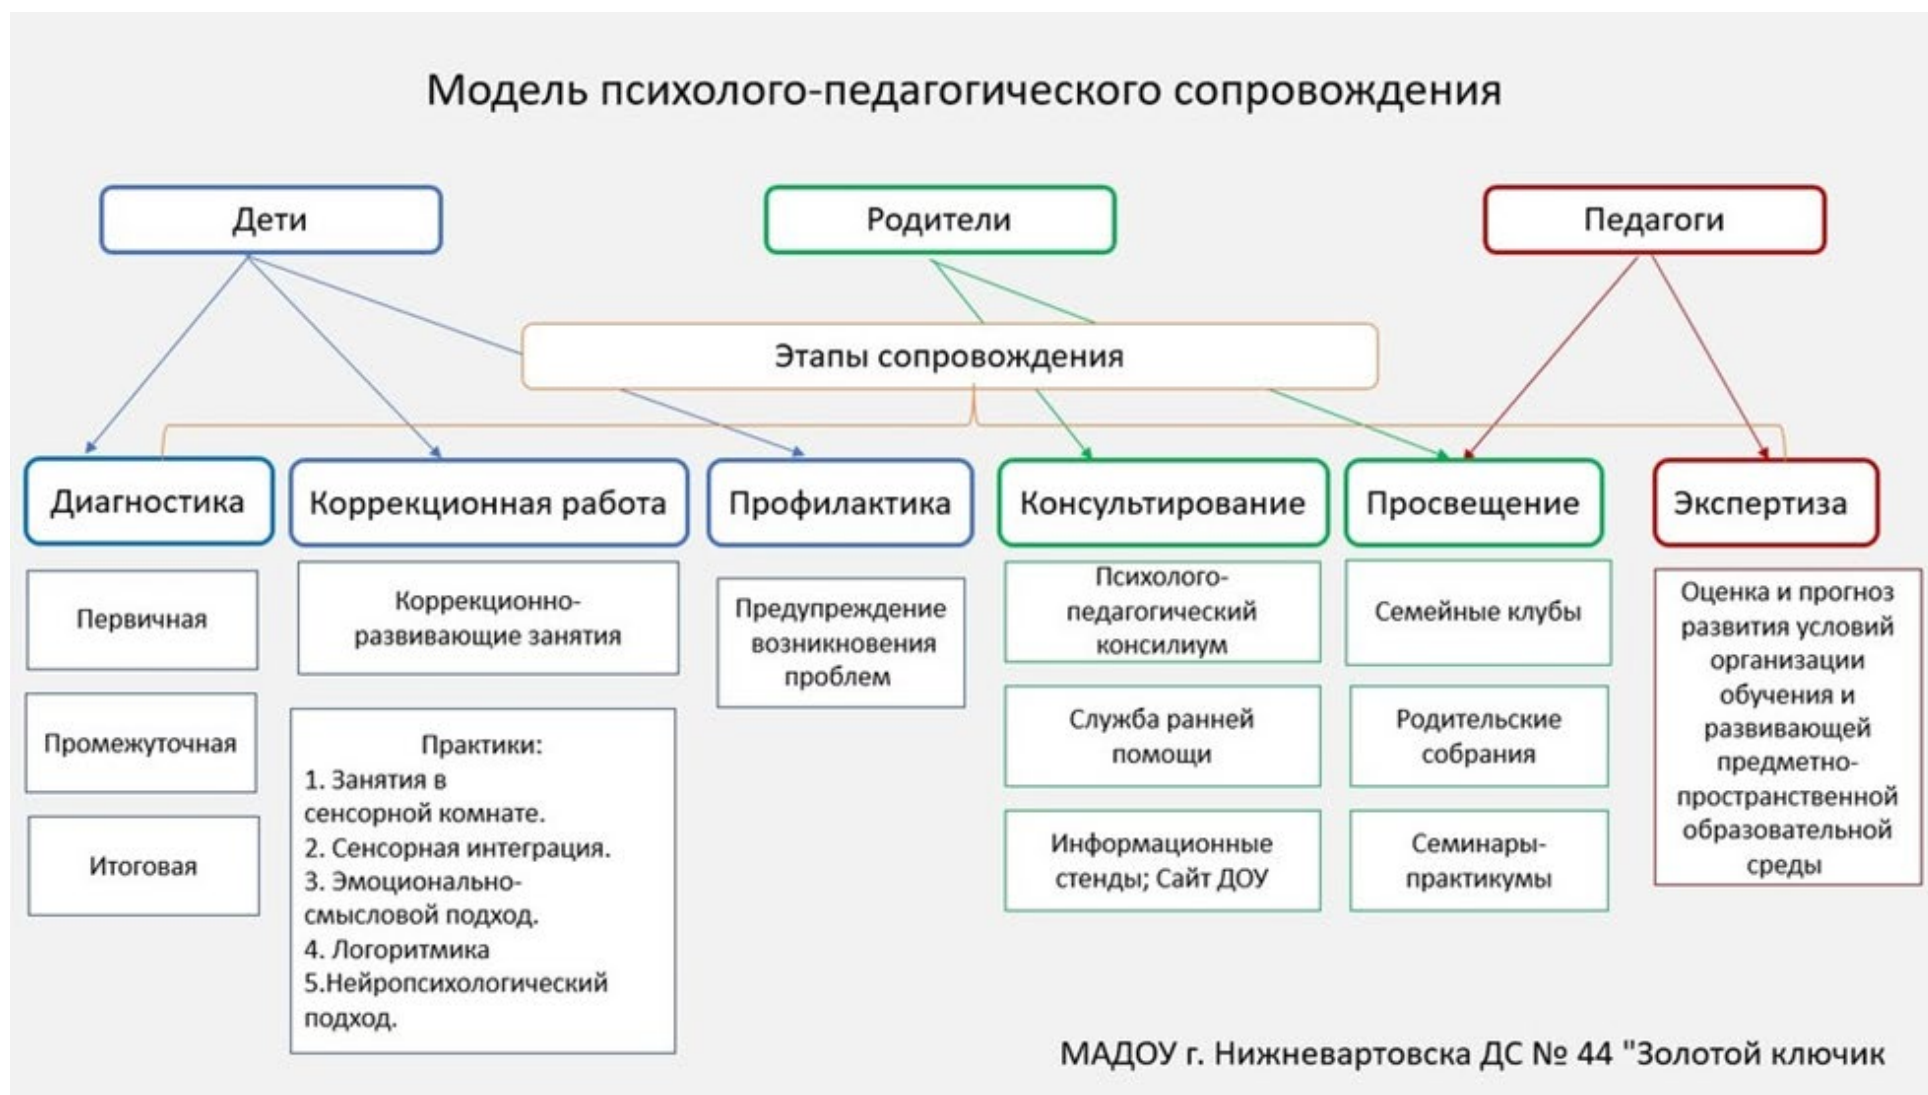 Модель психолого-педагогического сопровождения
Дети
Родители
Педагоги
Этапы сопровождения
Диагностика
Коррекционная работа
Профилактика
Консультирование
Просвещение
Экспертиза
Первичная
Промежуточная
Итоговая
Коррекционно-
развивающие занятия
Практики:
1. Занятия в
сенсорной комнате.
2. Сенсорная интеграция.
3. Эмоционально-
смысловой подход.
4. Логоритмика
5.Нейропсихологический
подход.
Предупреждение
возникновения
проблем
Психолого-
педагогический
консилиум
Служба ранней
помощи
Информационные
стенды; Сайт ДОУ
Семейные клубы
Родительские
собрания
Семинары-
практикумы
Оценка и прогноз
развития условий
организации
обучения и
развивающей
предметно-
пространственной
образовательной
среды
МАДОУ г. Нижневартовска ДС № 44 "Золотой ключик